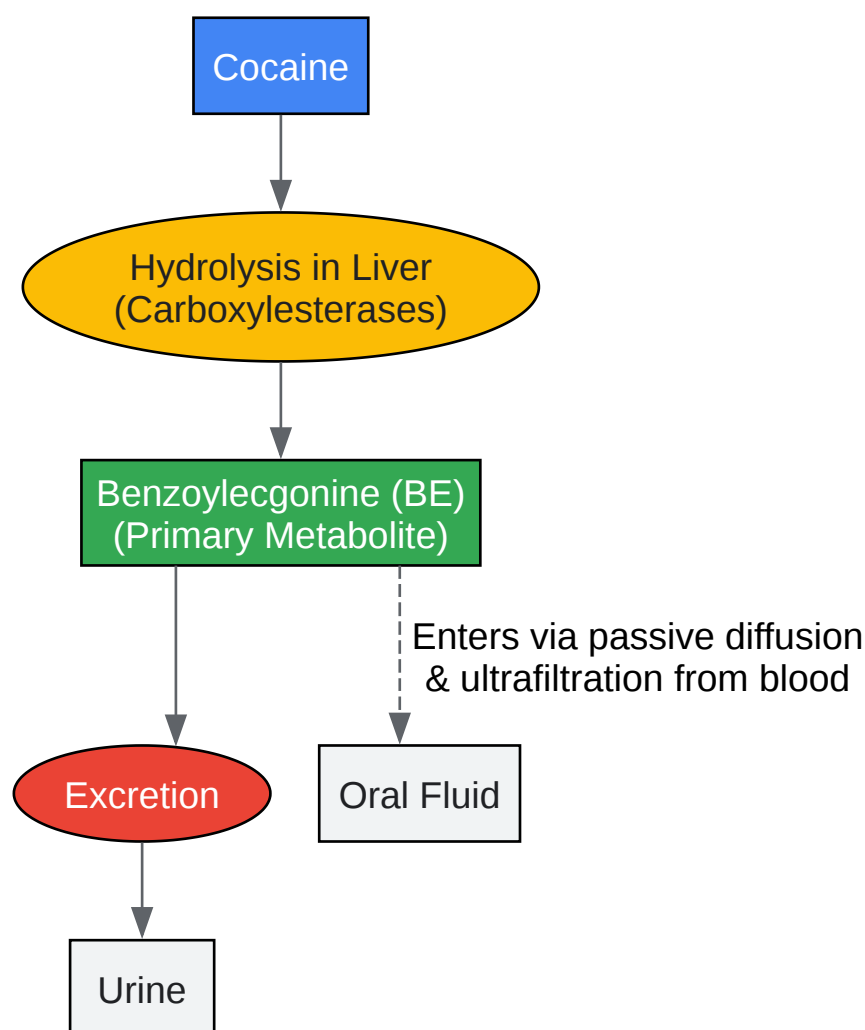 Cocaine
Hydrolysis in Liver
(Carboxylesterases)
Benzoylecgonine (BE)
(Primary Metabolite)
Enters via passive diffusion
& ultrafiltration from blood
Excretion
Oral Fluid
Urine